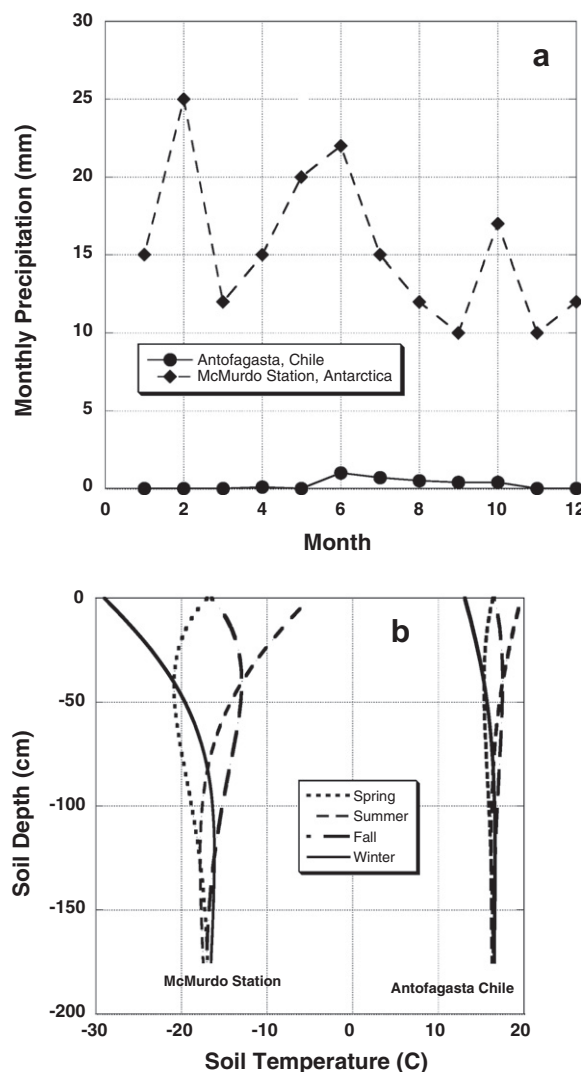 a
30
25
20
15
10
5
0
Monthly Precipitation (mm)
Antofagasta, Chile
McMurdo Station, Antarctica
0 2 4 6 8 10 12
Month
b
0
-50
-100
-150
-200
Soil Depth (cm)
Spring
Summer
Fall
Winter
McMurdo Station
Antofagasta Chile
-30 -20 -10 0 10 20
Soil Temperature (C)